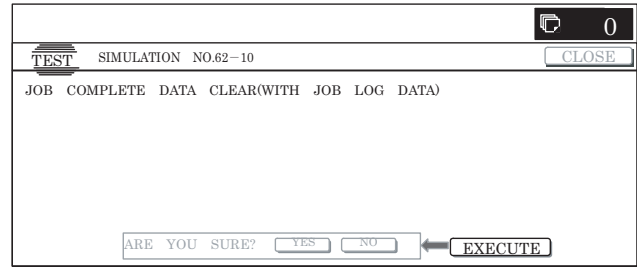 0
TEST SIMULATION NO.62-10 CLOSE
JOB COMPLETE DATA CLEAR(WITH JOB LOG DATA)
ARE YOU SURE? YES NO EXECUTE